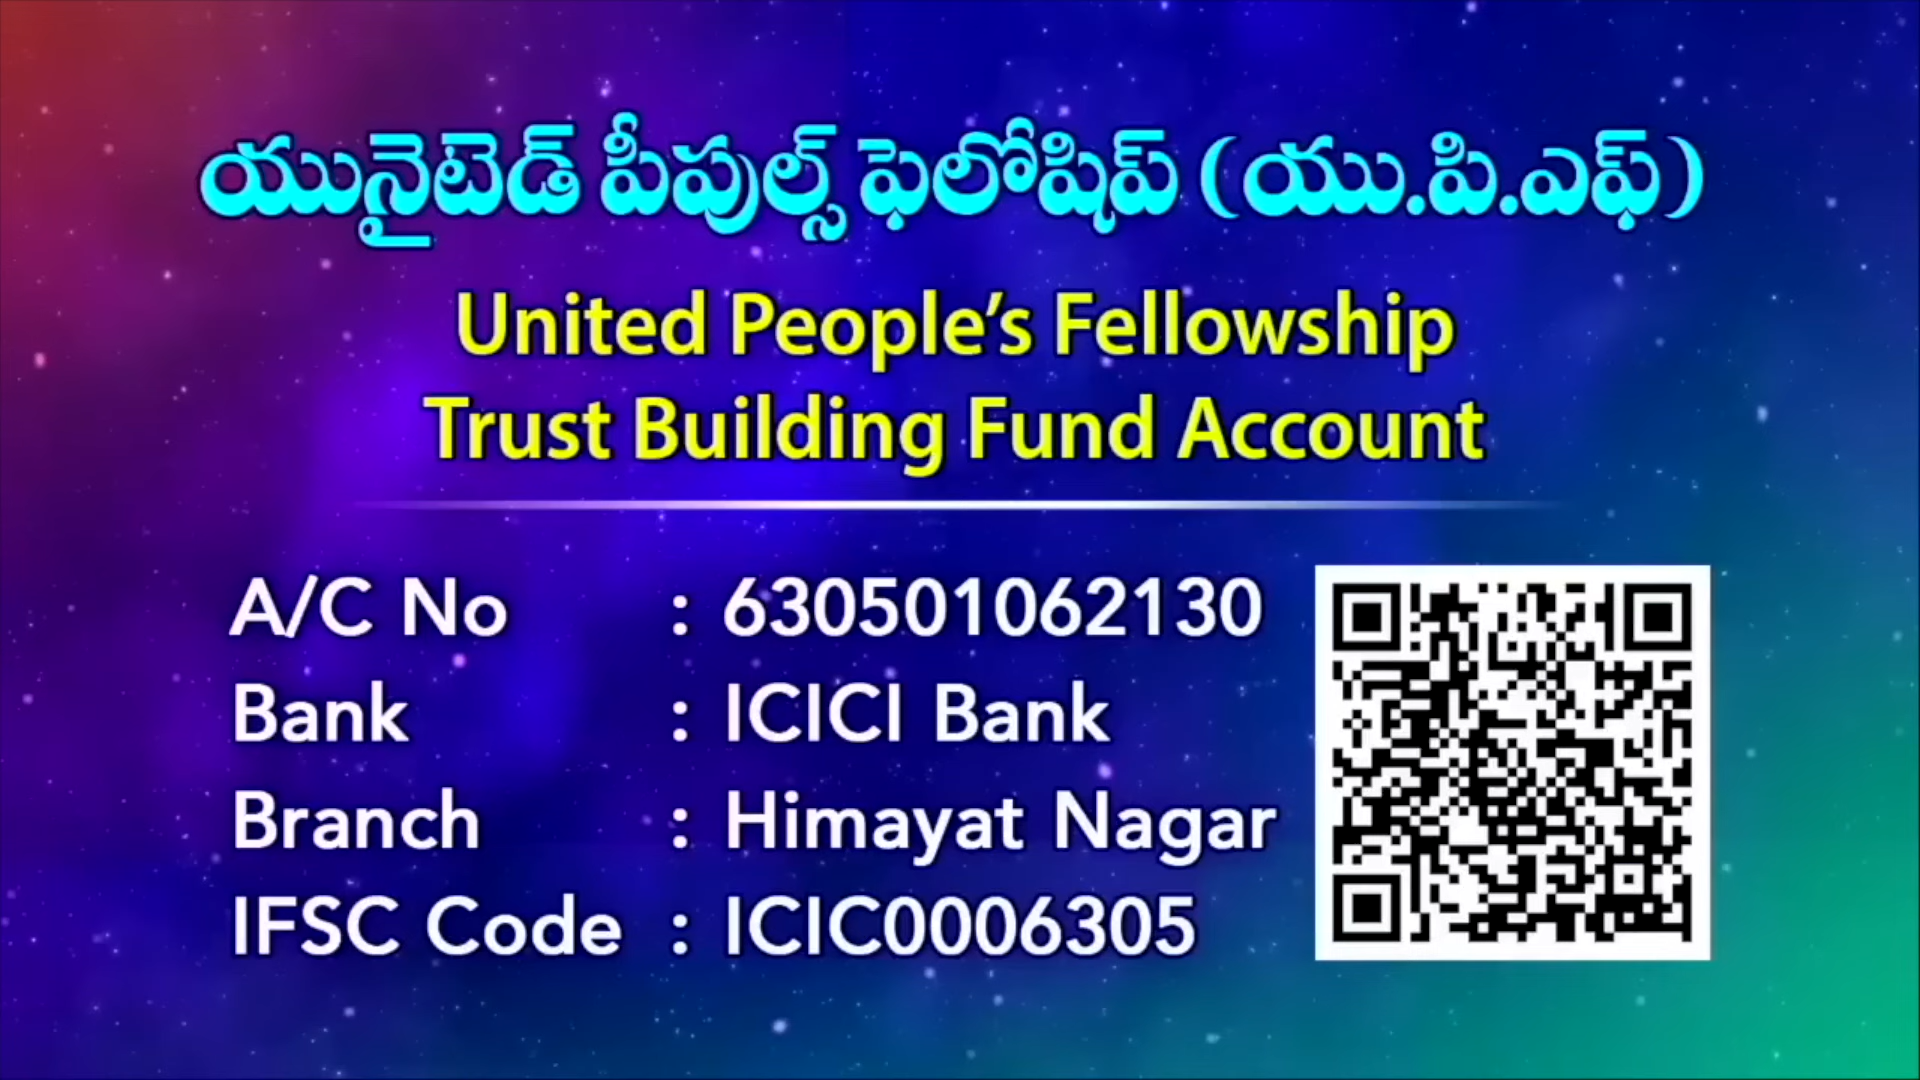 యునైటెడ్ పీపుల్స్ ఫెలోషిప్ (యు.పి.ఎఫ్)
United People’s Fellowship
Trust Building Fund Account
A/C No : 630501062130
Bank : ICICI Bank
Branch : Himayat Nagar
IFSC Code : ICIC0006305